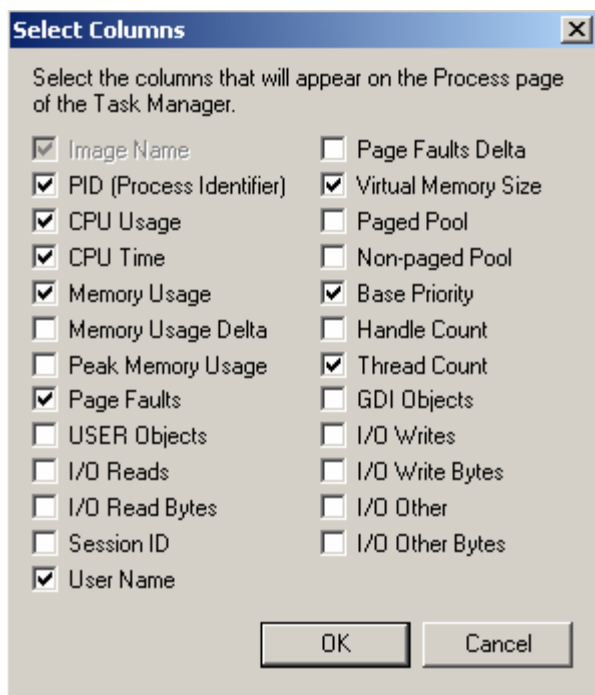 Select Columns
Select the columns that will appear on the Process page
of the Task Manager.
Image Name
PID (Process Identifier)
CPU Usage
CPU Time
Memory Usage
Memory Usage Delta
Peak Memory Usage
Page Faults
USER Objects
I/O Reads
I/O Read Bytes
Session ID
User Name
Page Faults Delta
Virtual Memory Size
Paged Pool
Non-paged Pool
Base Priority
Handle Count
Thread Count
GDI Objects
I/O Writes
I/O Write Bytes
I/O Other
I/O Other Bytes
OK
Cancel